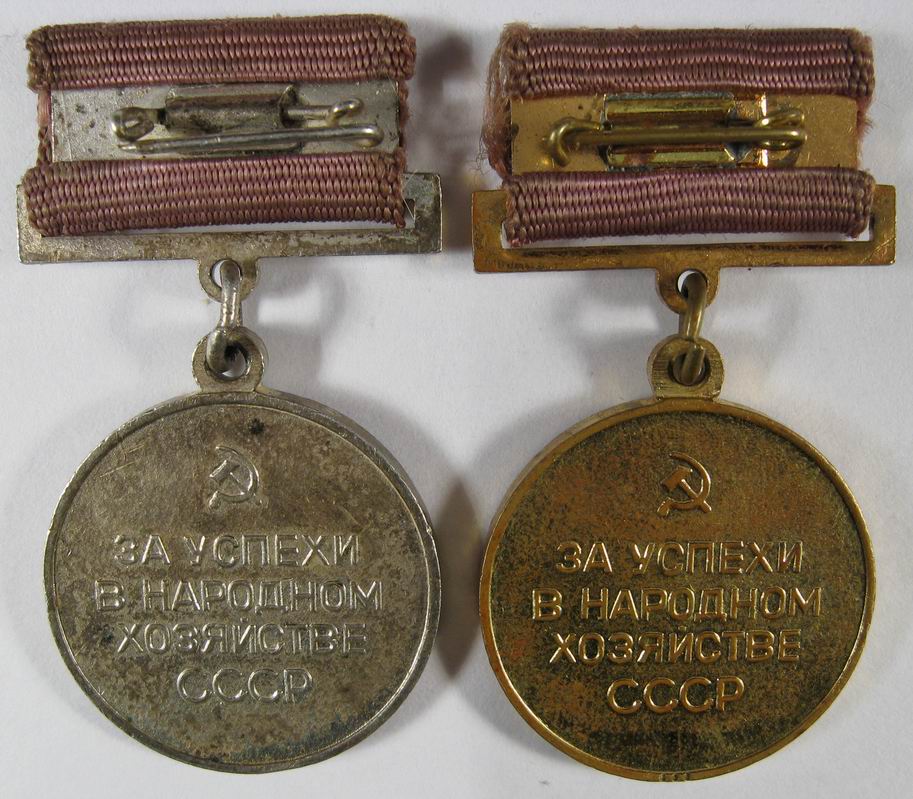 ЗА УСПЕХИ
В НАРОДНОМ
ХОЗЯЙСТВЕ
СССР
ЗА УСПЕХИ
В НАРОДНОМ
ХОЗЯЙСТВЕ
СССР